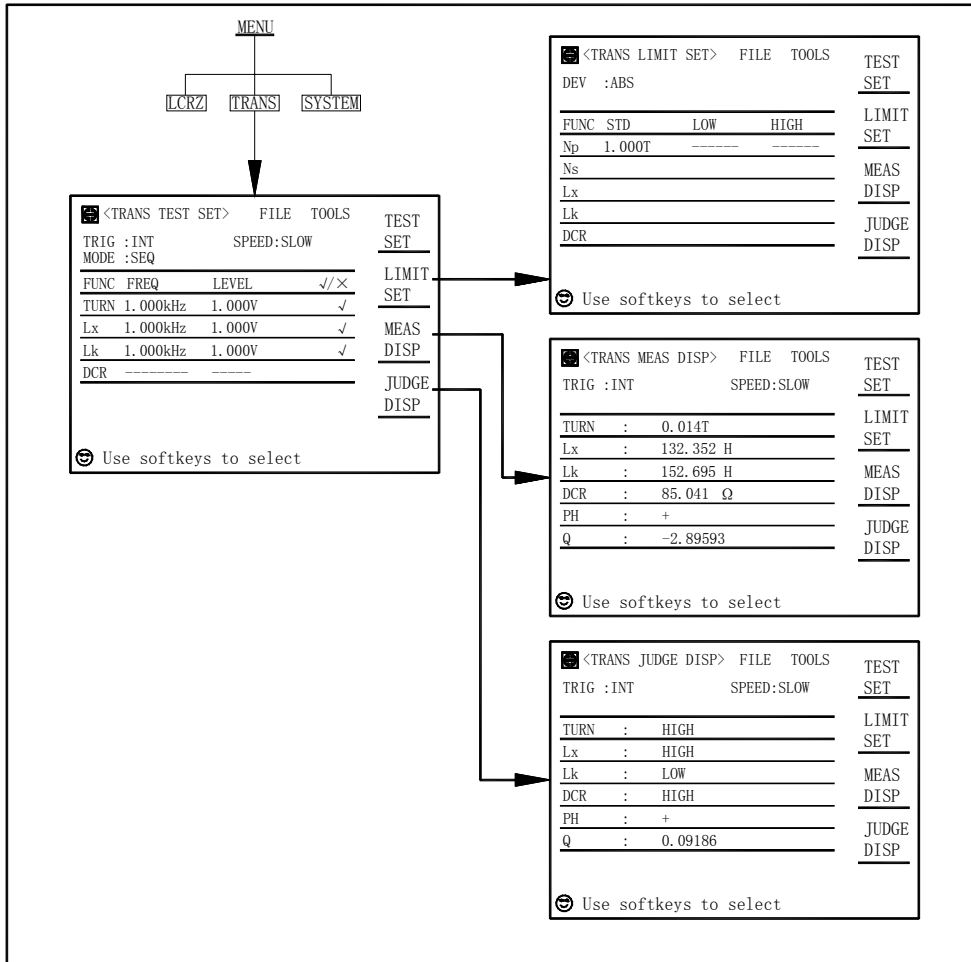 MENU
LCRZ TRANS SYSTEM
<TRANS TEST SET> FILE TOOLS
TRIG :INT SPEED:SLOW
MODE :SEQ
FUNC FREQ LEVEL √/×
TURN 1.000kHz 1.000V √
Lx 1.000kHz 1.000V √
Lk 1.000kHz 1.000V √
DCR -------- -----
Use softkeys to select
TEST
SET
LIMIT
SET
MEAS
DISP
JUDGE
DISP
<TRANS LIMIT SET> FILE TOOLS
DEV :ABS
FUNC STD LOW HIGH
Np 1.000T ------ ------
Ns
Lx
Lk
DCR
Use softkeys to select
TEST
SET
LIMIT
SET
MEAS
DISP
JUDGE
DISP
<TRANS MEAS DISP> FILE TOOLS
TRIG :INT SPEED:SLOW
TURN : 0.014T
Lx : 132.352 H
Lk : 152.695 H
DCR : 85.041 Ω
PH : +
Q : -2.89593
Use softkeys to select
TEST
SET
LIMIT
SET
MEAS
DISP
JUDGE
DISP
<TRANS JUDGE DISP> FILE TOOLS
TRIG :INT SPEED:SLOW
TURN : HIGH
Lx : HIGH
Lk : LOW
DCR : HIGH
PH : +
Q : 0.09186
Use softkeys to select
TEST
SET
LIMIT
SET
MEAS
DISP
JUDGE
DISP